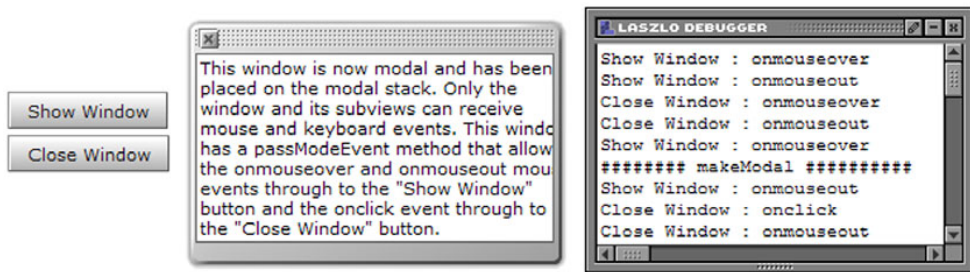 Show Window
Close Window
This window is now modal and has been
placed on the modal stack. Only the
window and its subviews can receive
mouse and keyboard events. This windo
has a passModeEvent method that allow
the onmouseover and onmouseout mou
events through to the "Show Window"
button and the onclick event through to
the "Close Window" button.
LASZLO DEBUGGER
Show Window : onmouseover
Show Window : onmouseout
Close Window : onmouseover
Close Window : onmouseout
Show Window : onmouseover
######## makeModal ##########
Show Window : onmouseout
Close Window : onclick
Close Window : onmouseout